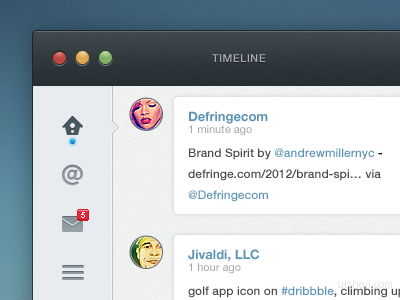 TIMELINE
Defringecom
1 minute ago
Brand Spirit by @andrewmillernyc -
defringe.com/2012/brand-spi... via
@Defringecom
@
5
Jivaldi, LLC
1 hour ago
golf app icon on #dribbble, climbing up